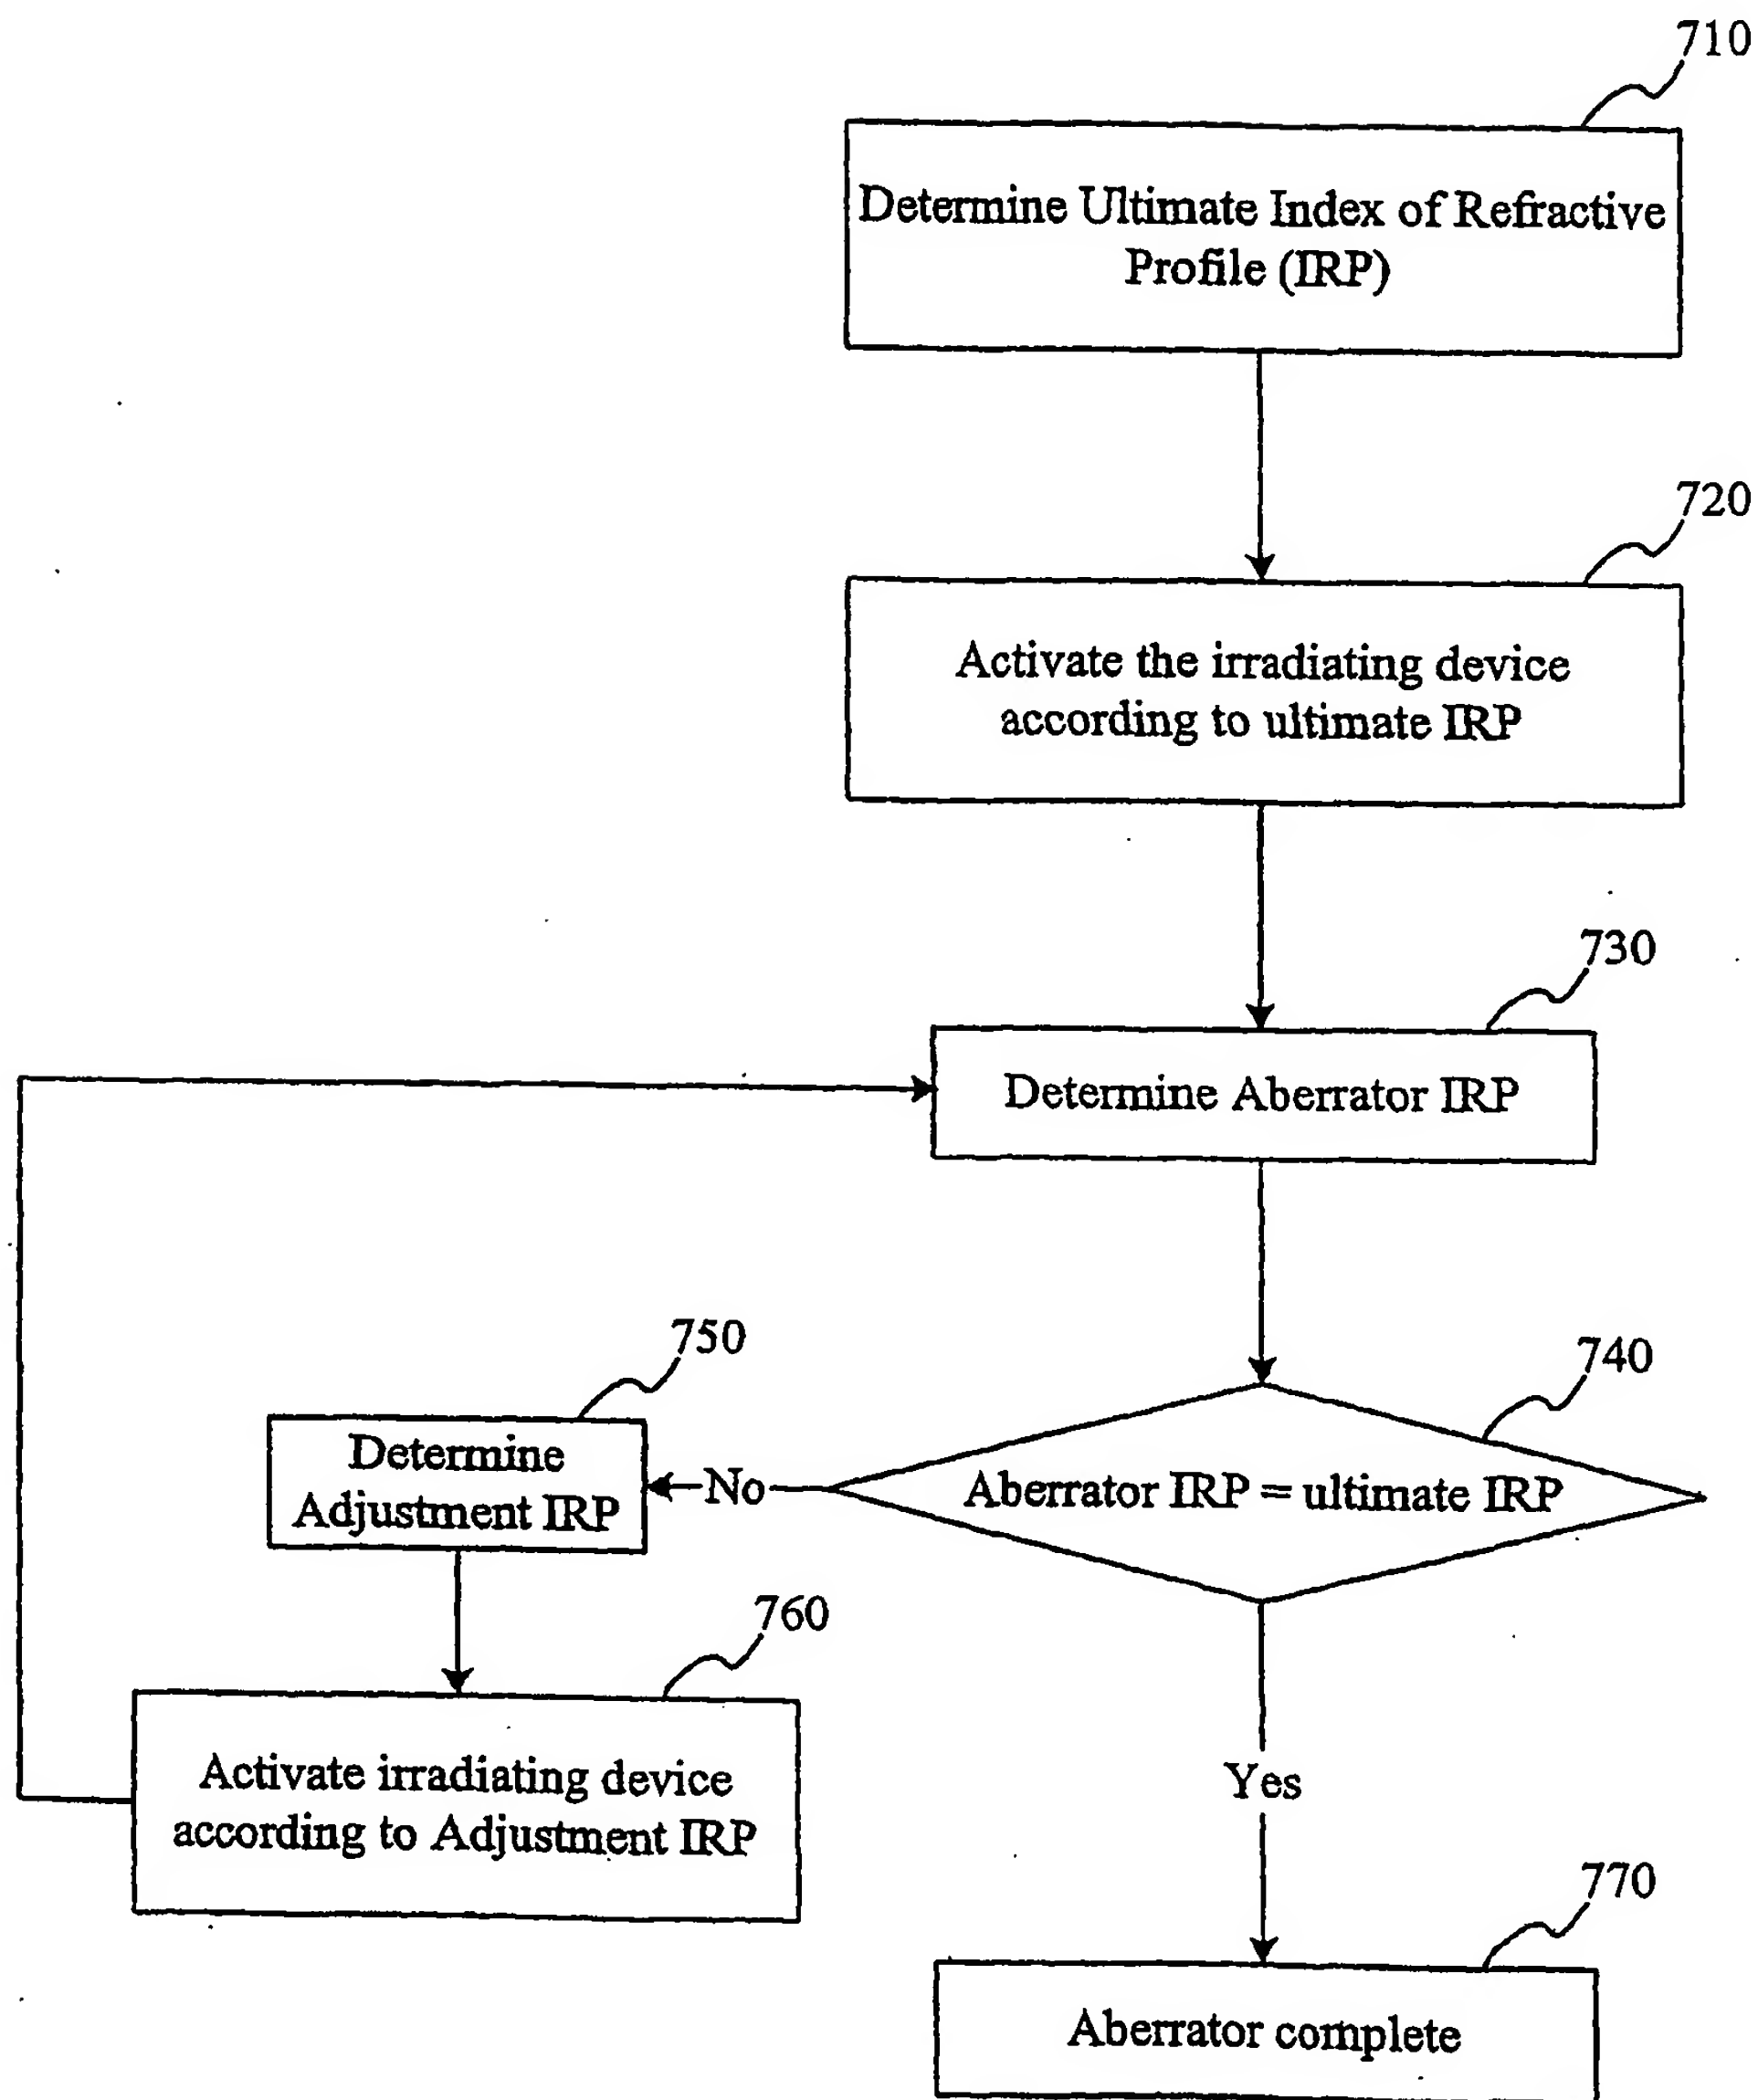 710
Determine Ultimate Index of Refractive
Profile (IRP)
720
Activate the irradiating device
according to ultimate IRP
730
Determine Aberrator IRP
740
Aberrator IRP = ultimate IRP
No
750
Determine
Adjustment IRP
760
Activate irradiating device
according to Adjustment IRP
Yes
770
Aberrator complete